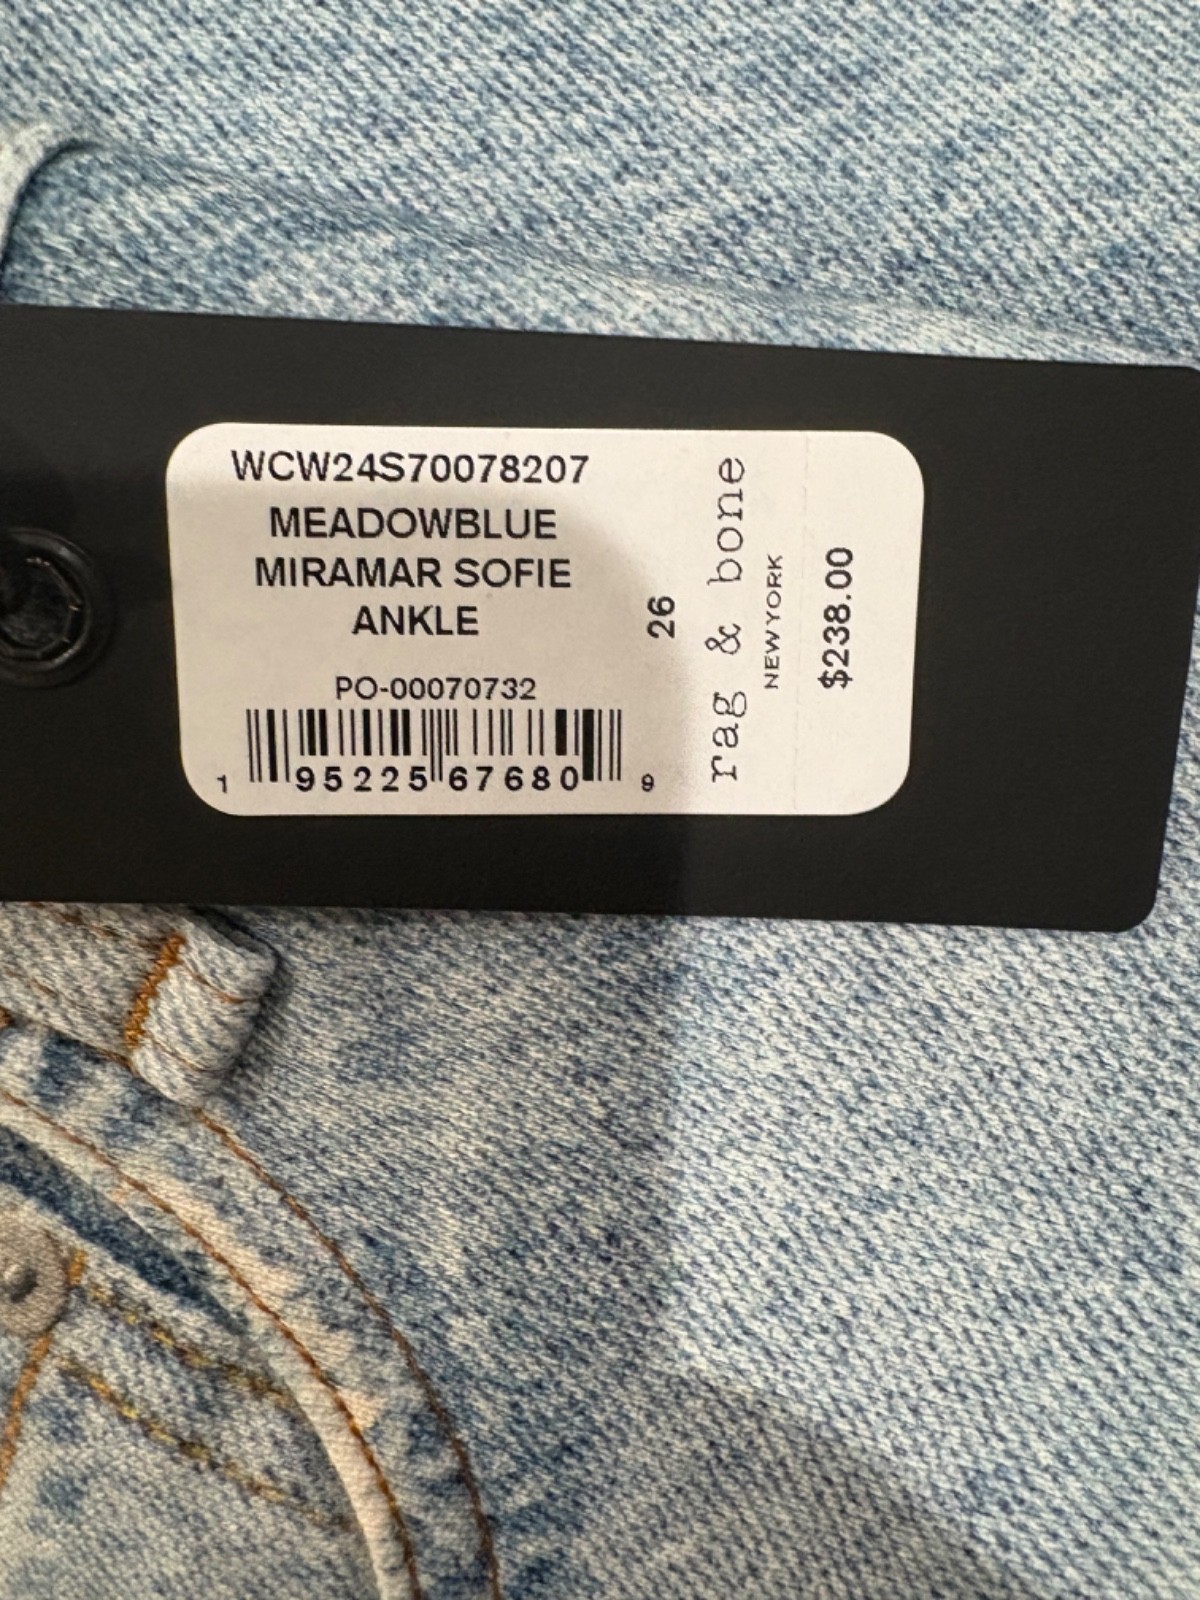 WCW24S70078207
MEADOWBLUE
MIRAMAR SOFIE
ANKLE
PO-00070732
1 95225 67680 9
26
rag & bone
NEW YORK
$238.00